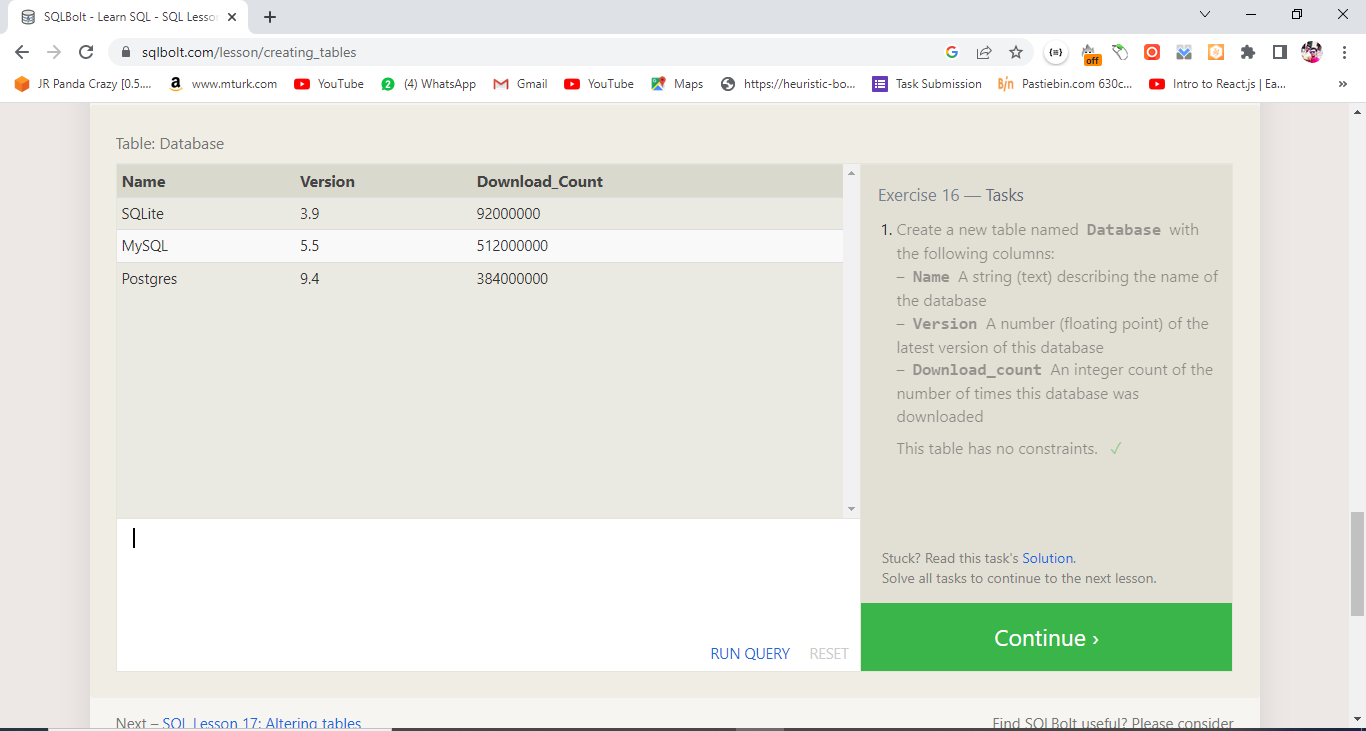 SQLBolt - Learn SQL - SQL Lesson
sqlbolt.com/lesson/creating_tables
off
JR Panda Crazy [0.5.... www.mturk.com YouTube (4) WhatsApp Gmail YouTube Maps https://heuristic-bo... Task Submission Pastiebin.com 630c... Intro to React.js | Ea... »
Table: Database
Name Version Download_Count
SQLite 3.9 92000000
MySQL 5.5 512000000
Postgres 9.4 384000000
RUN QUERY RESET
Exercise 16 — Tasks
1. Create a new table named Database with
the following columns:
– Name A string (text) describing the name of
the database
– Version A number (floating point) of the
latest version of this database
– Download_count An integer count of the
number of times this database was
downloaded
This table has no constraints. ✓
Stuck? Read this task's Solution.
Solve all tasks to continue to the next lesson.
Continue ›
Next – SQL Lesson 17: Altering tables
Find SQLBolt useful? Please consider